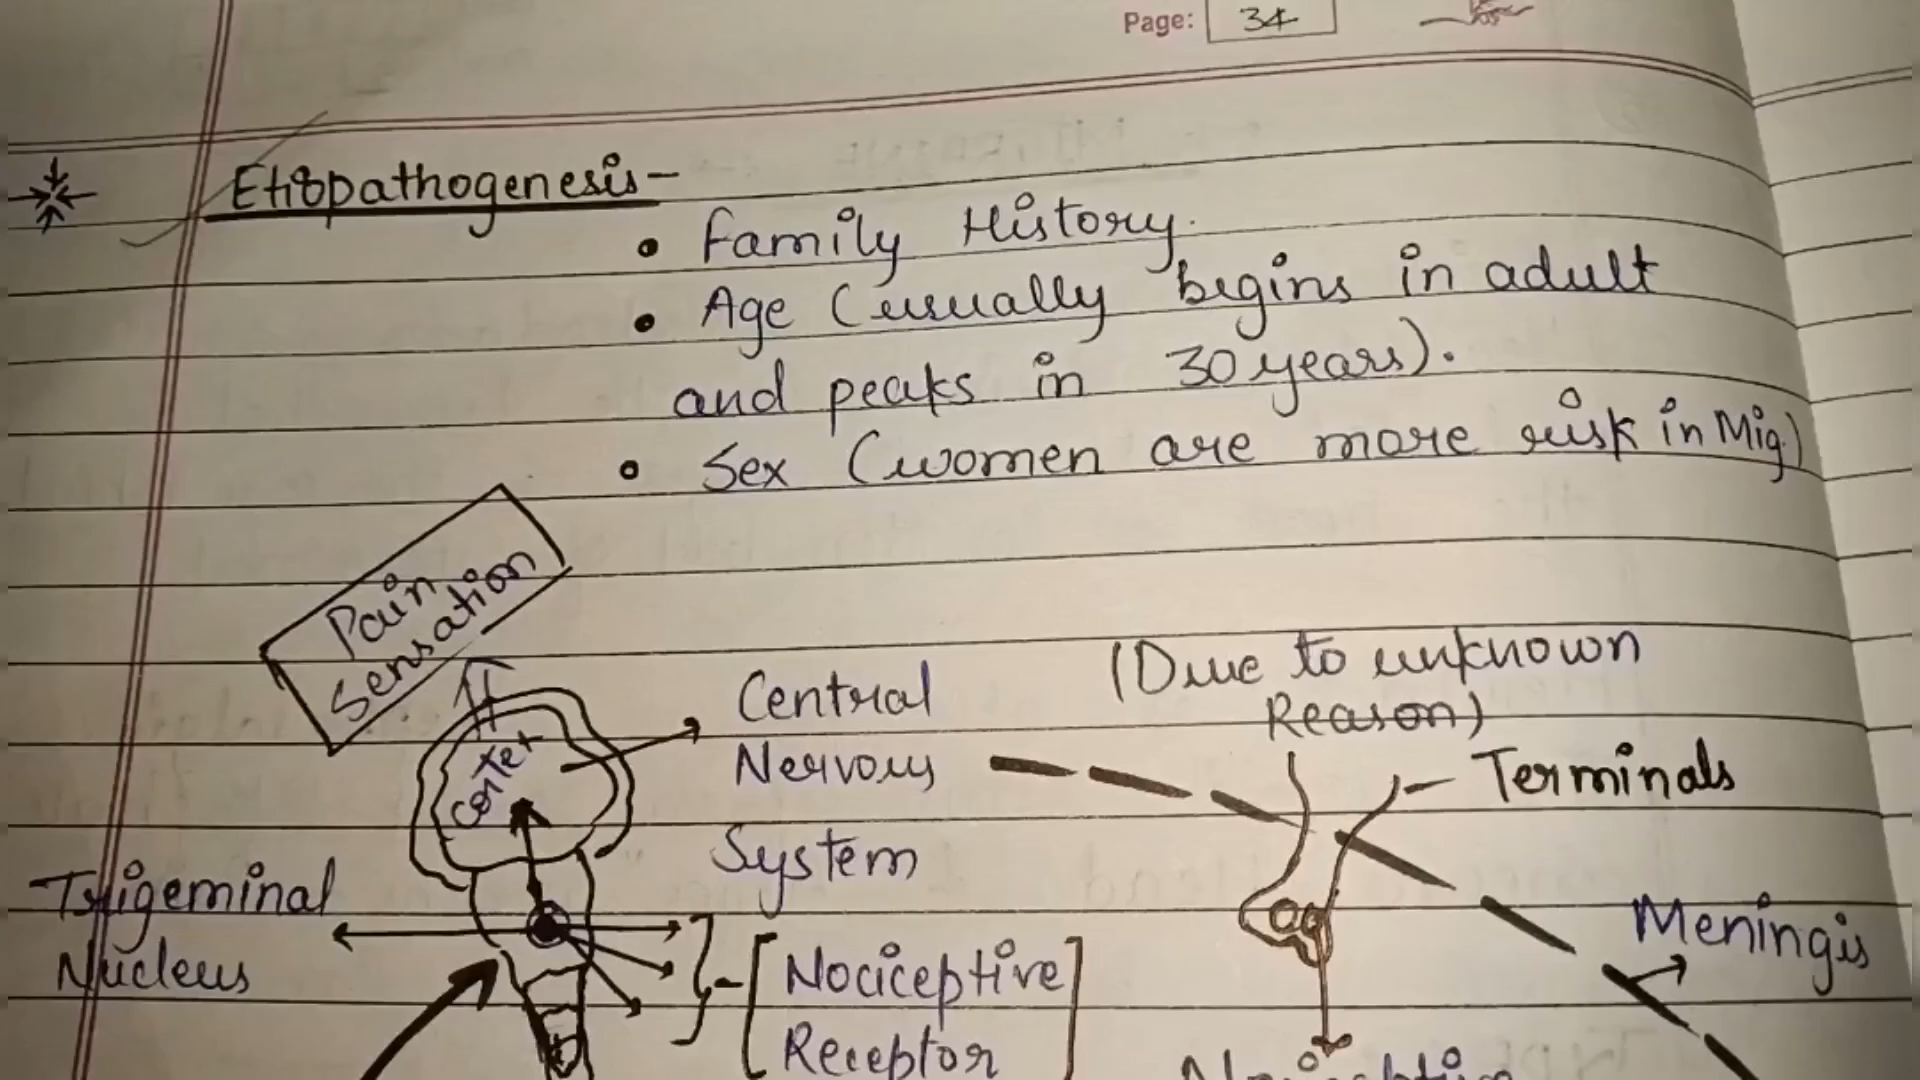 Page: 34
Etiopathogenesis-
• Family History.
• Age (usually begins in adult
and peaks in 30 years).
• Sex (women are more risk in Mig.)
Pain
Sensation
Cortex
Central
Nervous
System
(Due to unknown
Reason)
Terminals
Trigeminal
Nucleus
Meningis
[Nociceptive
Receptor